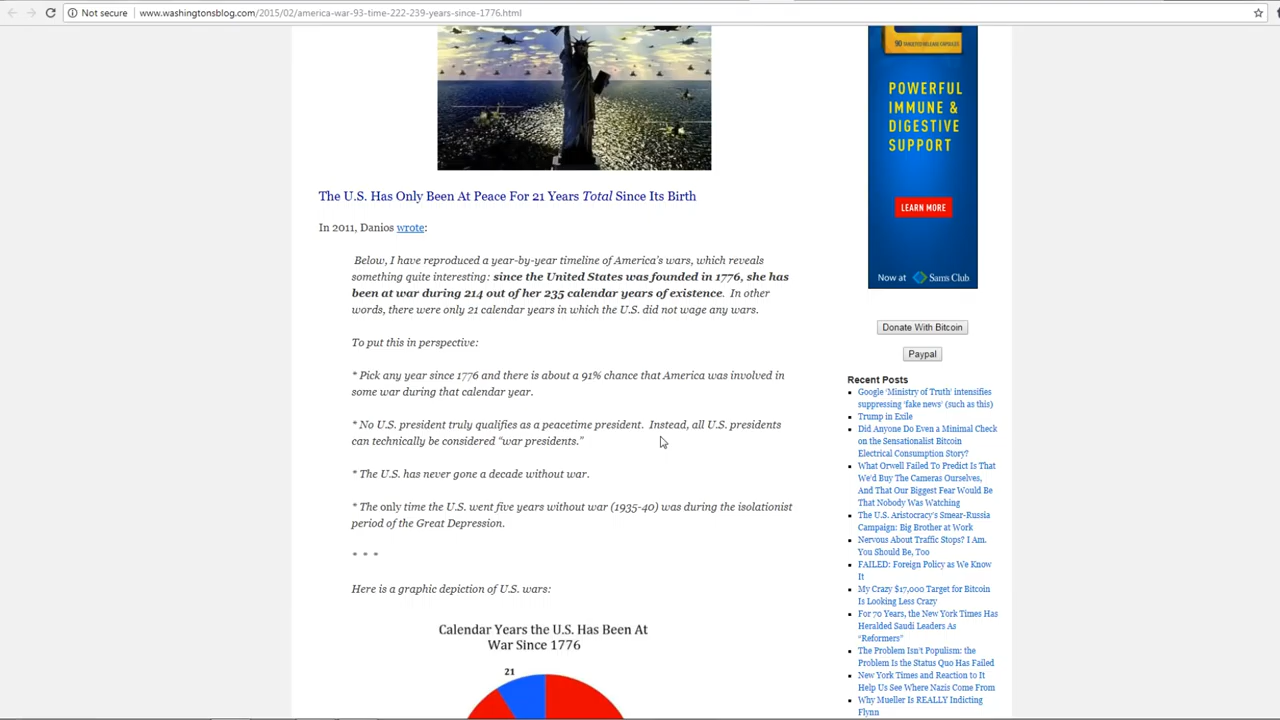 Not secure
www.washingtonsblog.com/2015/02/america-war-93-time-222-239-years-since-1776.html
The U.S. Has Only Been At Peace For 21 Years Total Since Its Birth
In 2011, Danios wrote:
Below, I have reproduced a year-by-year timeline of America's wars, which reveals
something quite interesting: since the United States was founded in 1776, she has
been at war during 214 out of her 235 calendar years of existence. In other
words, there were only 21 calendar years in which the U.S. did not wage any wars.
To put this in perspective:
* Pick any year since 1776 and there is about a 91% chance that America was involved in
some war during that calendar year.
* No U.S. president truly qualifies as a peacetime president. Instead, all U.S. presidents
can technically be considered "war presidents."
* The U.S. has never gone a decade without war.
* The only time the U.S. went five years without war (1935-40) was during the isolationist
period of the Great Depression.
* * *
Here is a graphic depiction of U.S. wars:
Calendar Years the U.S. Has Been At
War Since 1776
21
90 TARGETED RELEASE CAPSULES
POWERFUL
IMMUNE &
DIGESTIVE
SUPPORT
LEARN MORE
Now at Sam's Club
Donate With Bitcoin
Paypal
Recent Posts
Google 'Ministry of Truth' intensifies
suppressing 'fake news' (such as this)
Trump in Exile
Did Anyone Do Even a Minimal Check
on the Sensationalist Bitcoin
Electrical Consumption Story?
What Orwell Failed To Predict Is That
We'd Buy The Cameras Ourselves,
And That Our Biggest Fear Would Be
That Nobody Was Watching
The U.S. Aristocracy's Smear-Russia
Campaign: Big Brother at Work
Nervous About Traffic Stops? I Am.
You Should Be, Too
FAILED: Foreign Policy as We Know
It
My Crazy $17,000 Target for Bitcoin
Is Looking Less Crazy
For 70 Years, the New York Times Has
Heralded Saudi Leaders As
"Reformers"
The Problem Isn't Populism: the
Problem Is the Status Quo Has Failed
New York Times and Reaction to It
Help Us See Where Nazis Come From
Why Mueller Is REALLY Indicting
Flynn